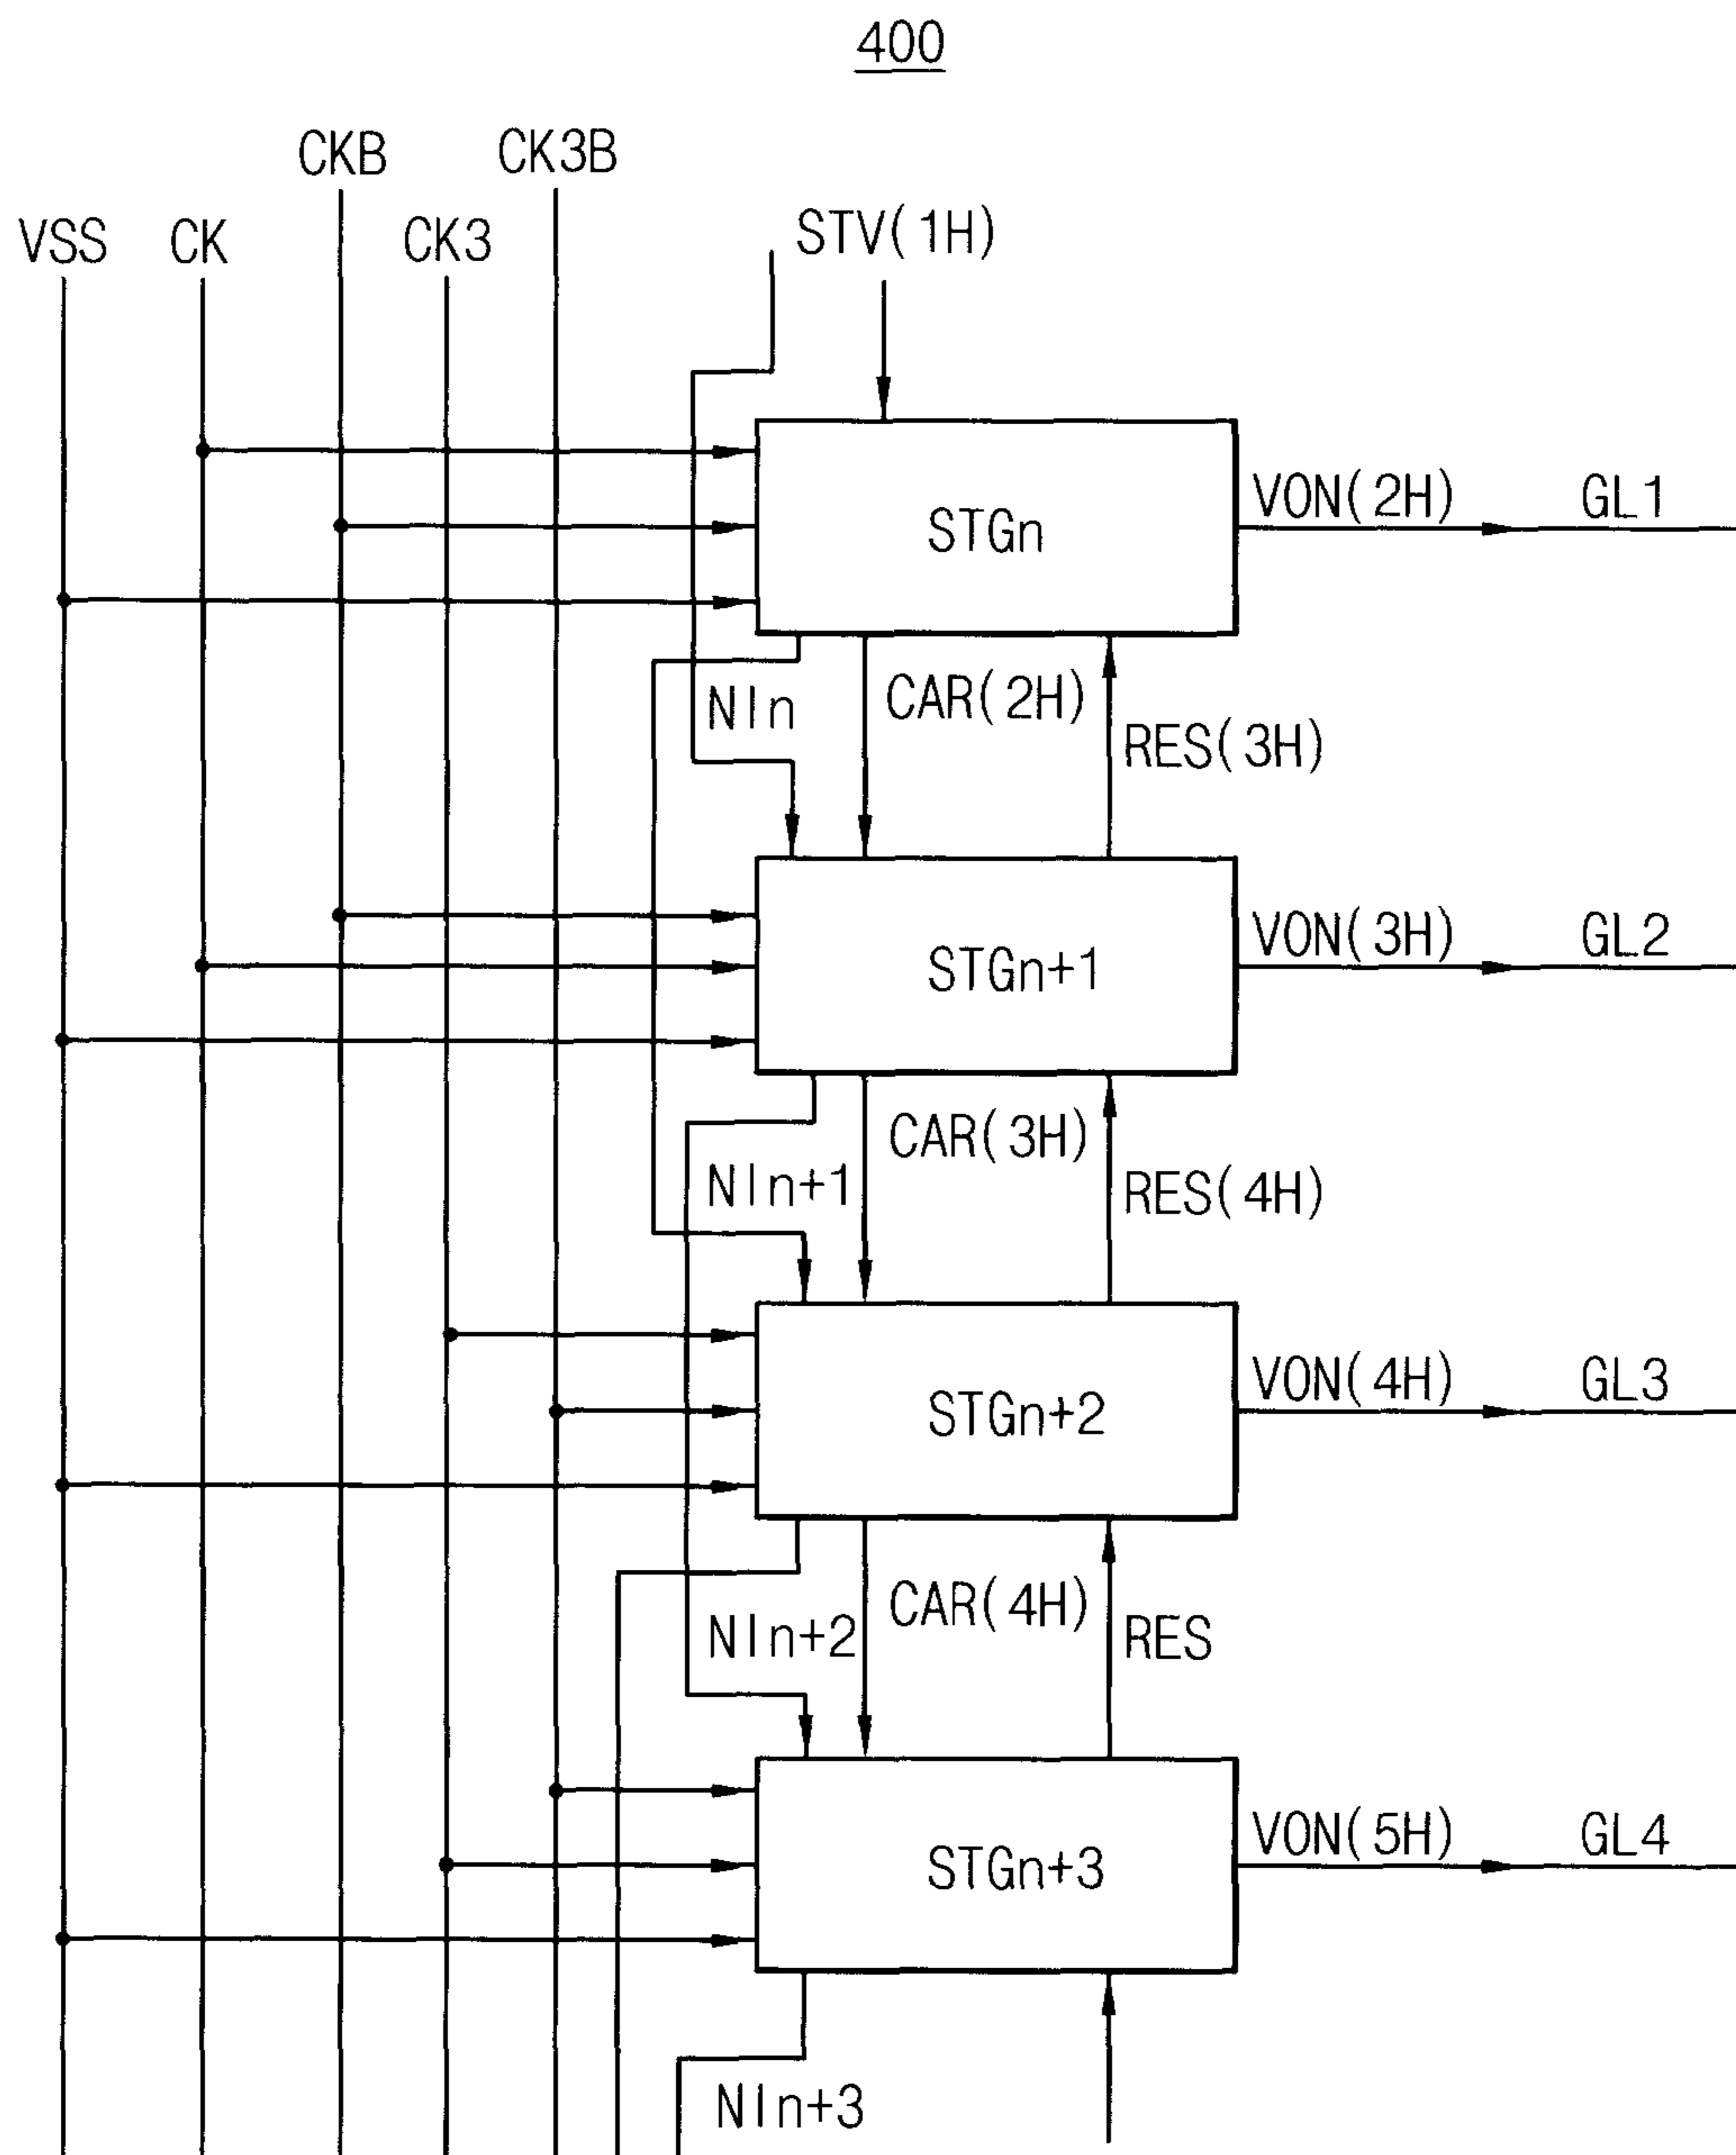 400
CKB CK3B
VSS CK CK3 STV(1H)
STGn
VON(2H) GL1
NIn CAR(2H)
RES(3H)
STGn+1
VON(3H) GL2
CAR(3H)
NIn+1 RES(4H)
STGn+2
VON(4H) GL3
CAR(4H)
NIn+2 RES
STGn+3
VON(5H) GL4
NIn+3